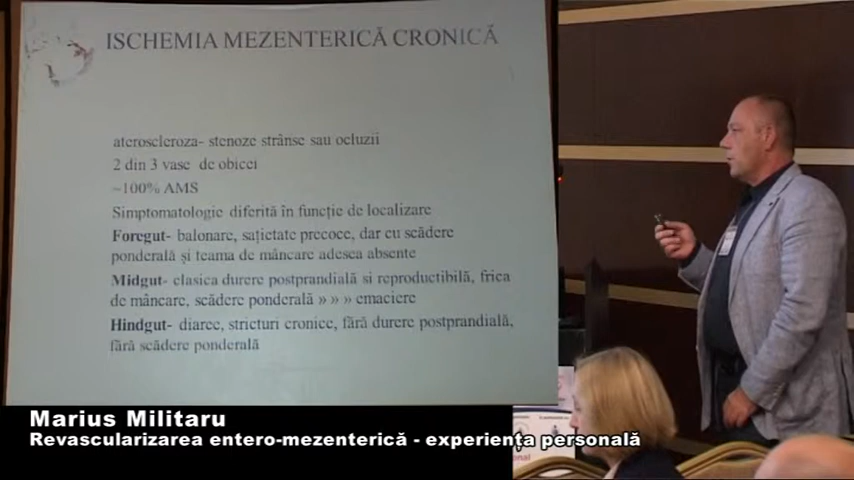 ISCHEMIA MEZENTERICĂ CRONICĂ
ateroscleroza- stenoze strânse sau ocluzii
2 din 3 vase de obicei
~100% AMS
Simptomatologie diferită în funcție de localizare
Foregut- balonare, sațietate precoce, dar cu scădere
ponderală și teama de mâncare adesea absente
Midgut- clasica durere postprandială si reproductibilă, frica
de mâncare, scădere ponderală » » » emaciere
Hindgut- diaree, stricturi cronice, fără durere postprandială,
fără scădere ponderală
Marius Militaru
Revascularizarea entero-mezenterică - experiența personală